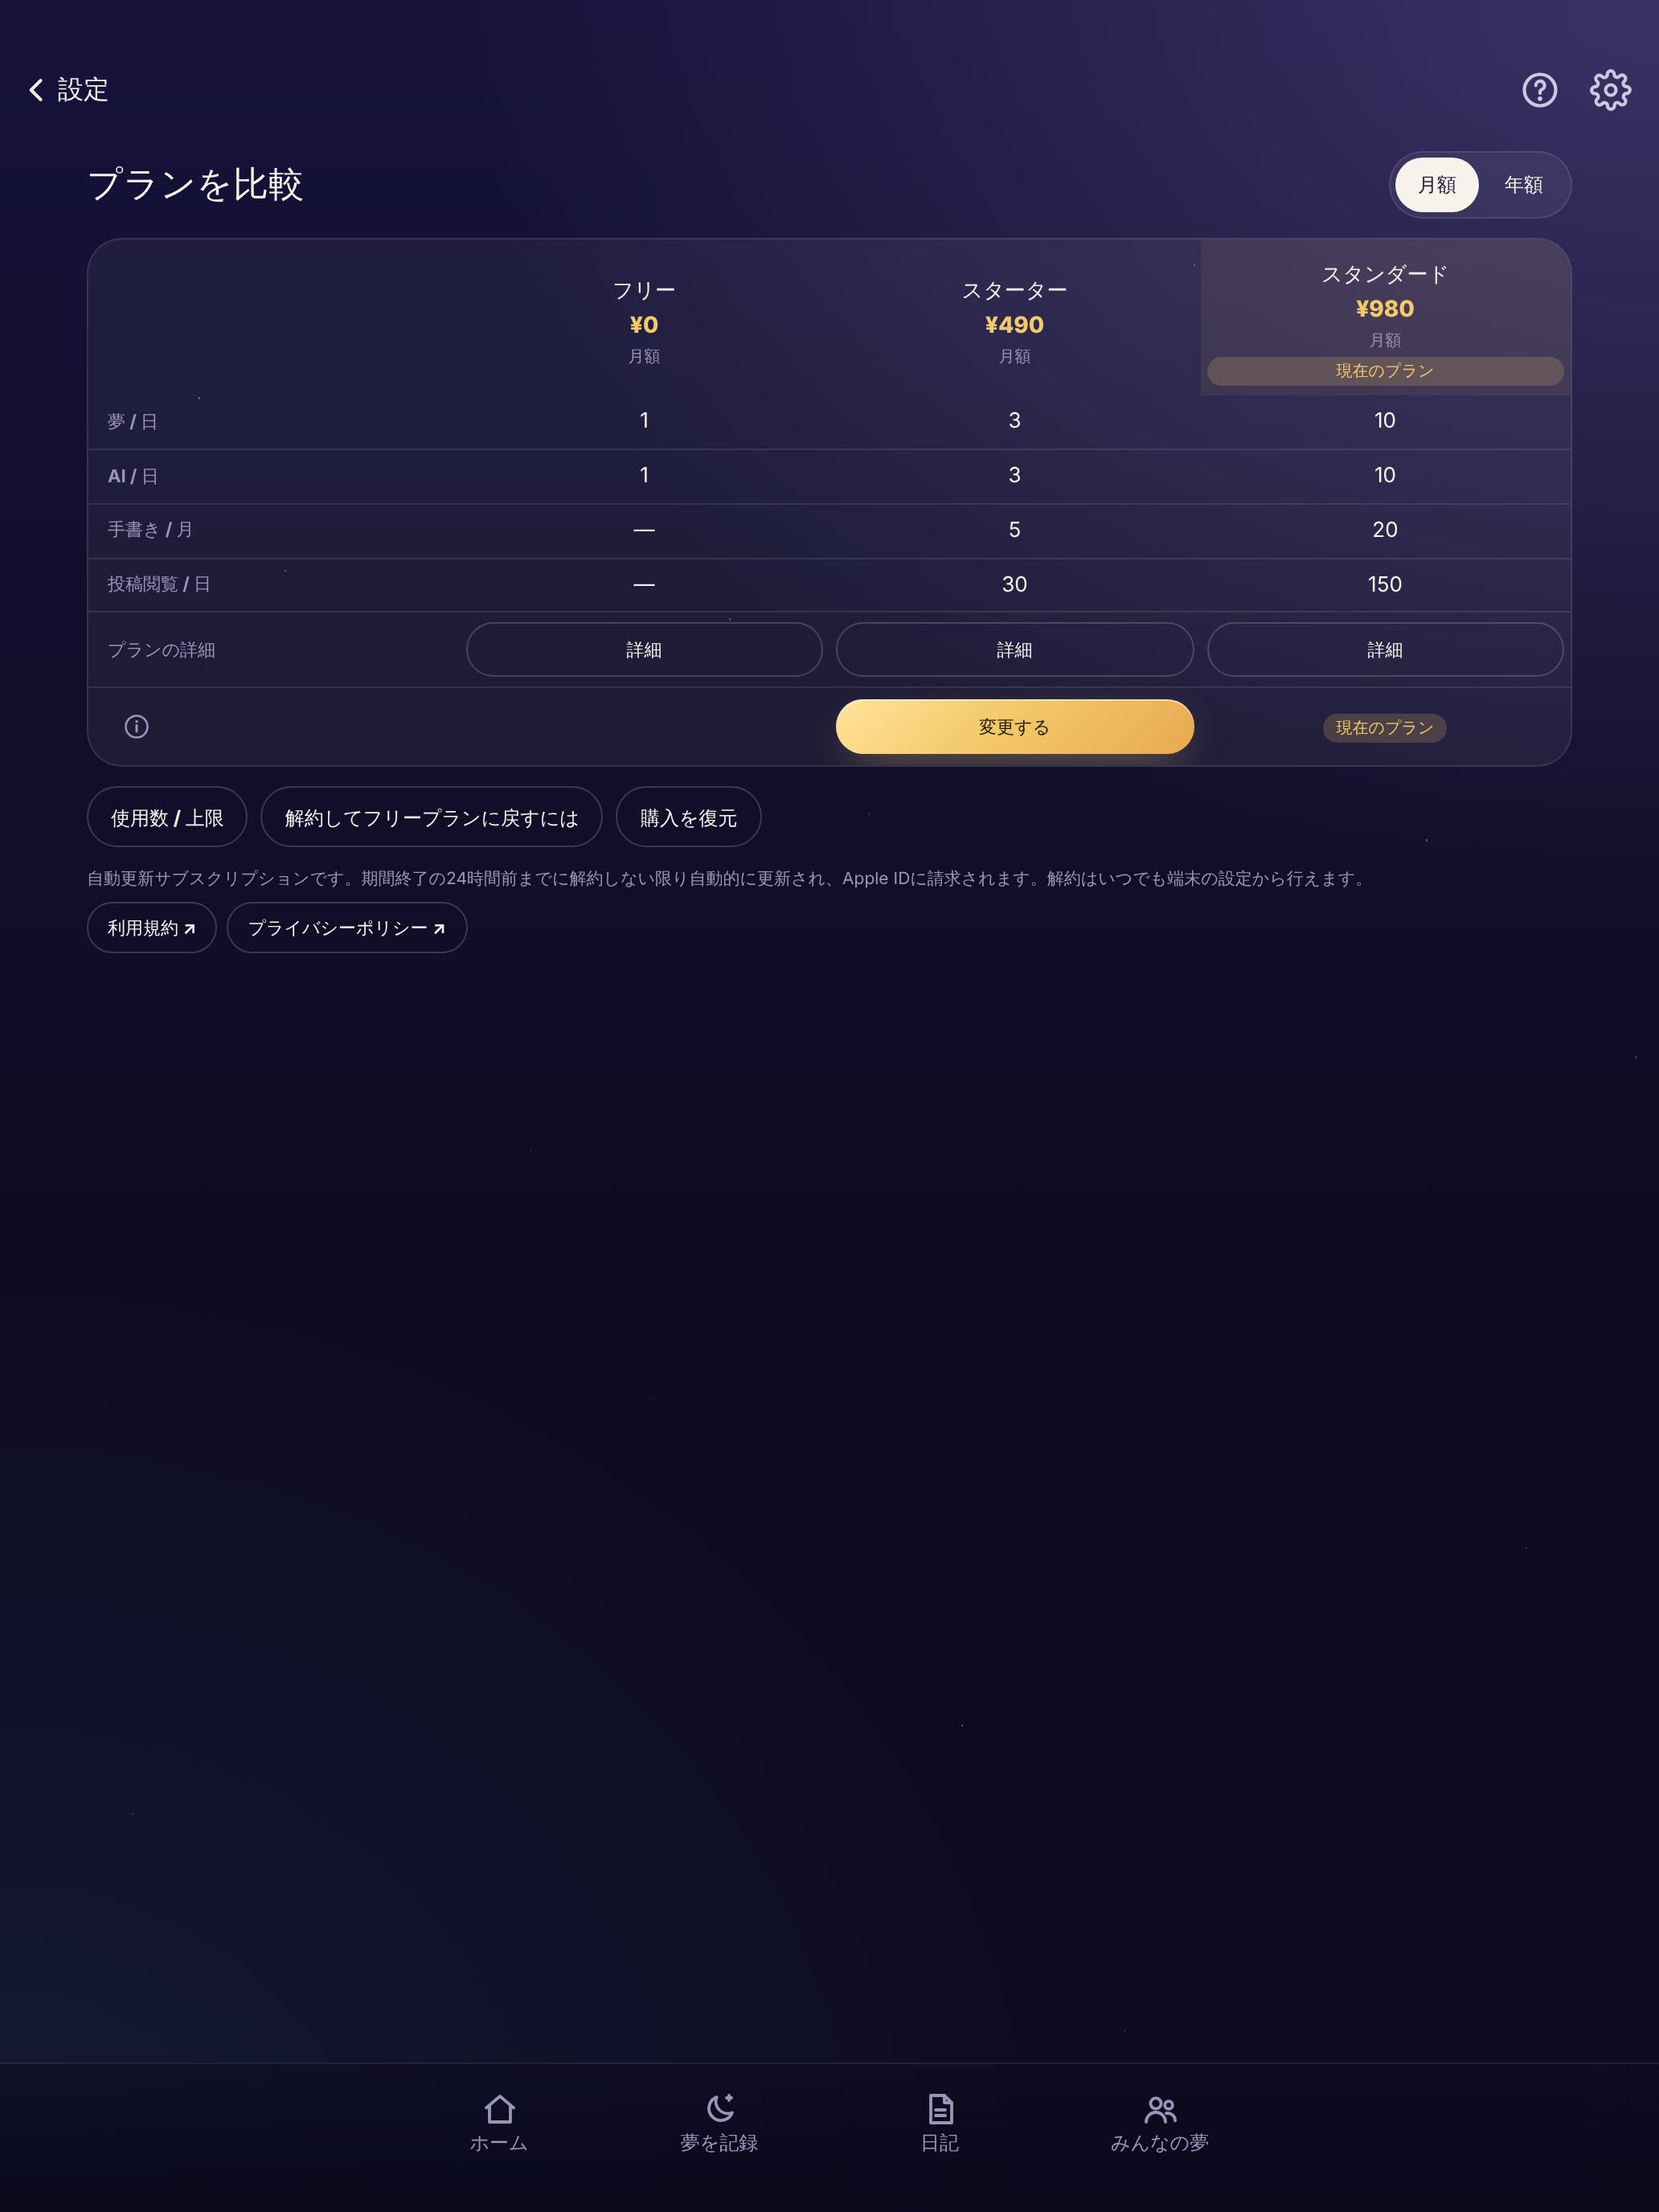 設定
プランを比較
月額 年額
フリー スターター スタンダード
¥0 ¥490 ¥980
月額 月額 月額
現在のプラン
夢 / 日 1 3 10
AI / 日 1 3 10
手書き / 月 — 5 20
投稿閲覧 / 日 — 30 150
プランの詳細 詳細 詳細 詳細
変更する 現在のプラン
使用数 / 上限 解約してフリープランに戻すには 購入を復元
自動更新サブスクリプションです。期間終了の24時間前までに解約しない限り自動的に更新され、Apple IDに請求されます。解約はいつでも端末の設定から行えます。
利用規約 プライバシーポリシー
ホーム 夢を記録 日記 みんなの夢